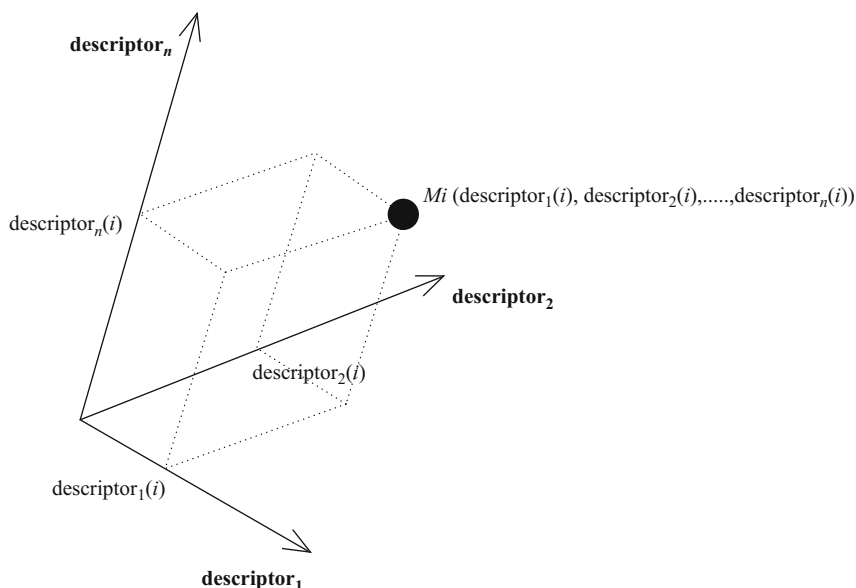 descriptorₙ
Mi (descriptor₁(i), descriptor₂(i),.....,descriptorₙ(i))
descriptorₙ(i)
descriptor₂
descriptor₂(i)
descriptor₁(i)
descriptor₁